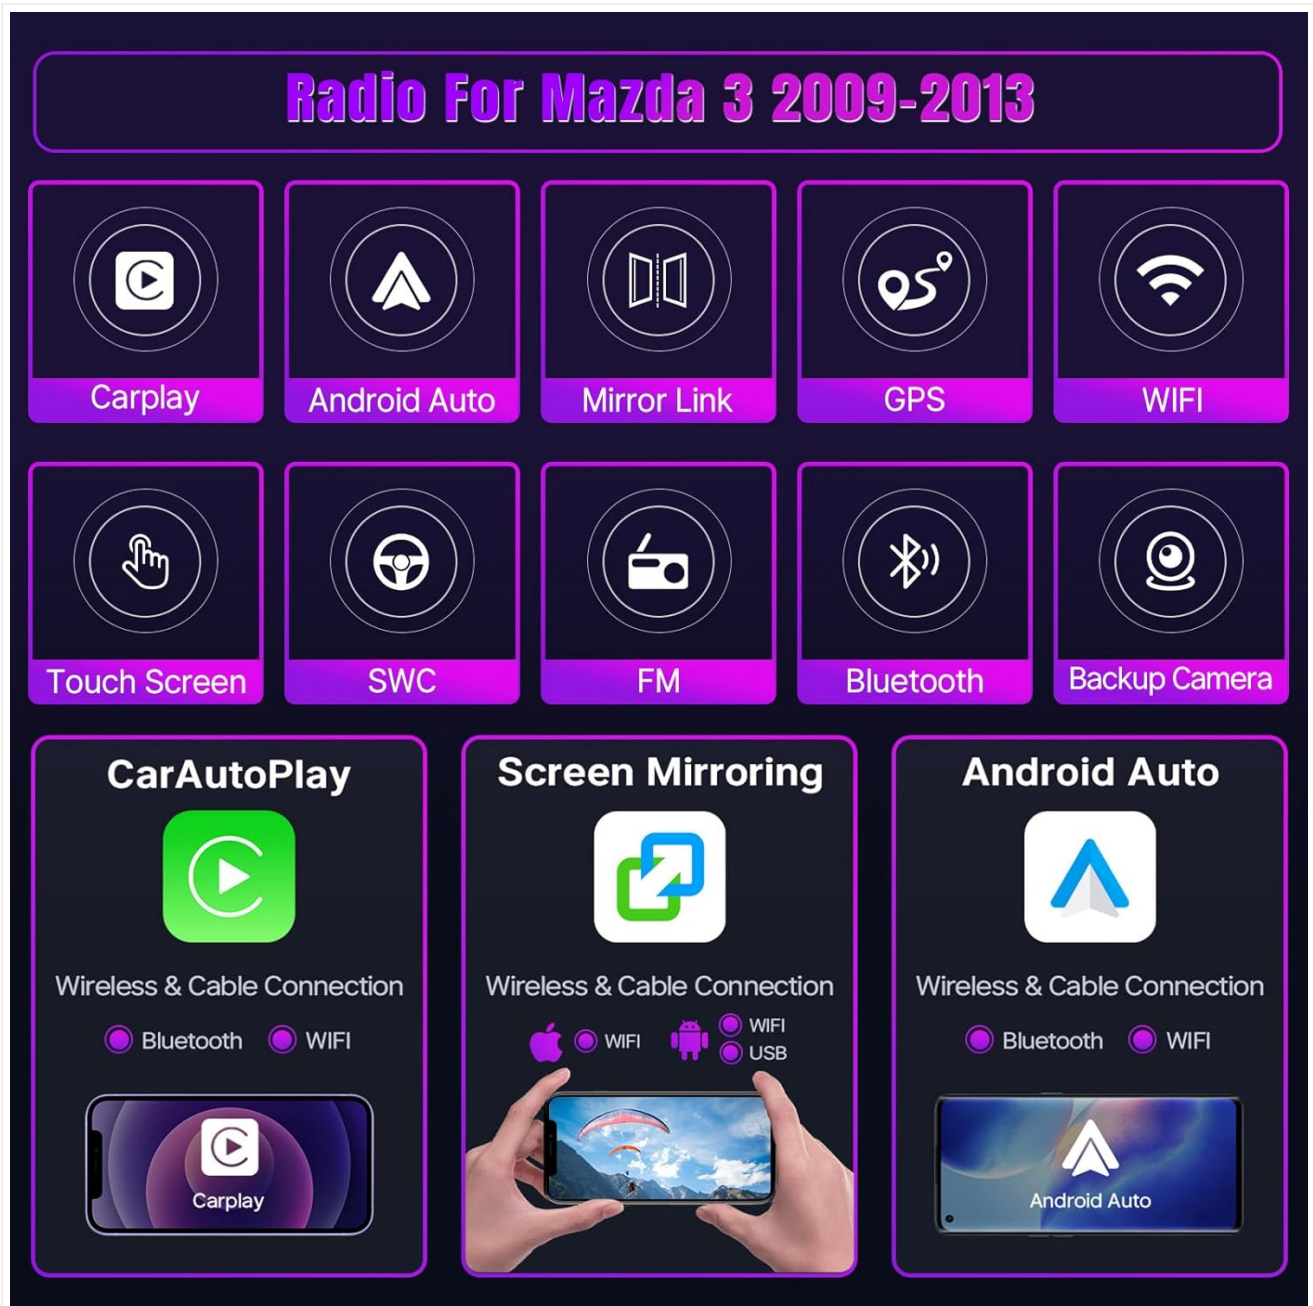 Radio For Mazda 3 2009-2013
Carplay
Android Auto
Mirror Link
GPS
WIFI
Touch Screen
SWC
FM
Bluetooth
Backup Camera
CarAutoPlay
Wireless & Cable Connection
Bluetooth
WIFI
Carplay
Screen Mirroring
Wireless & Cable Connection
WIFI
WIFI
USB
Android Auto
Wireless & Cable Connection
Bluetooth
WIFI
Android Auto